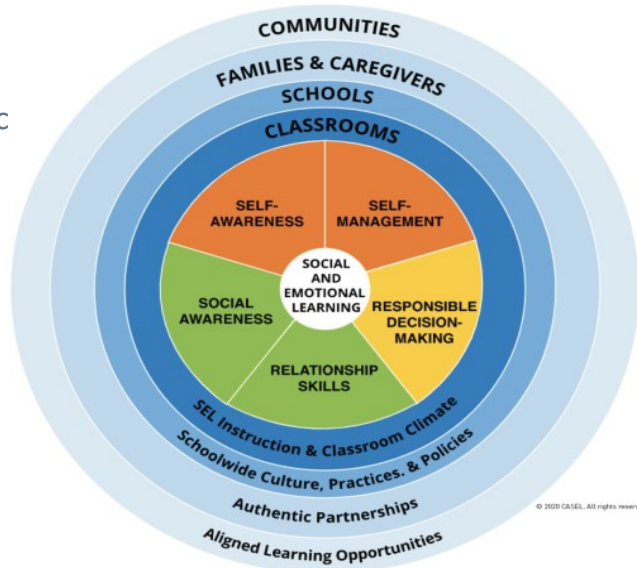 COMMUNITIES
FAMILIES & CAREGIVERS
SCHOOLS
CLASSROOMS
SELF-
AWARENESS
SELF-
MANAGEMENT
SOCIAL
AND
EMOTIONAL
LEARNING
SOCIAL
AWARENESS
RESPONSIBLE
DECISION-
MAKING
RELATIONSHIP
SKILLS
SEL Instruction & Classroom Climate
Schoolwide Culture, Practices. & Policies
Authentic Partnerships
Aligned Learning Opportunities
© 2020 CASEL. All rights reser